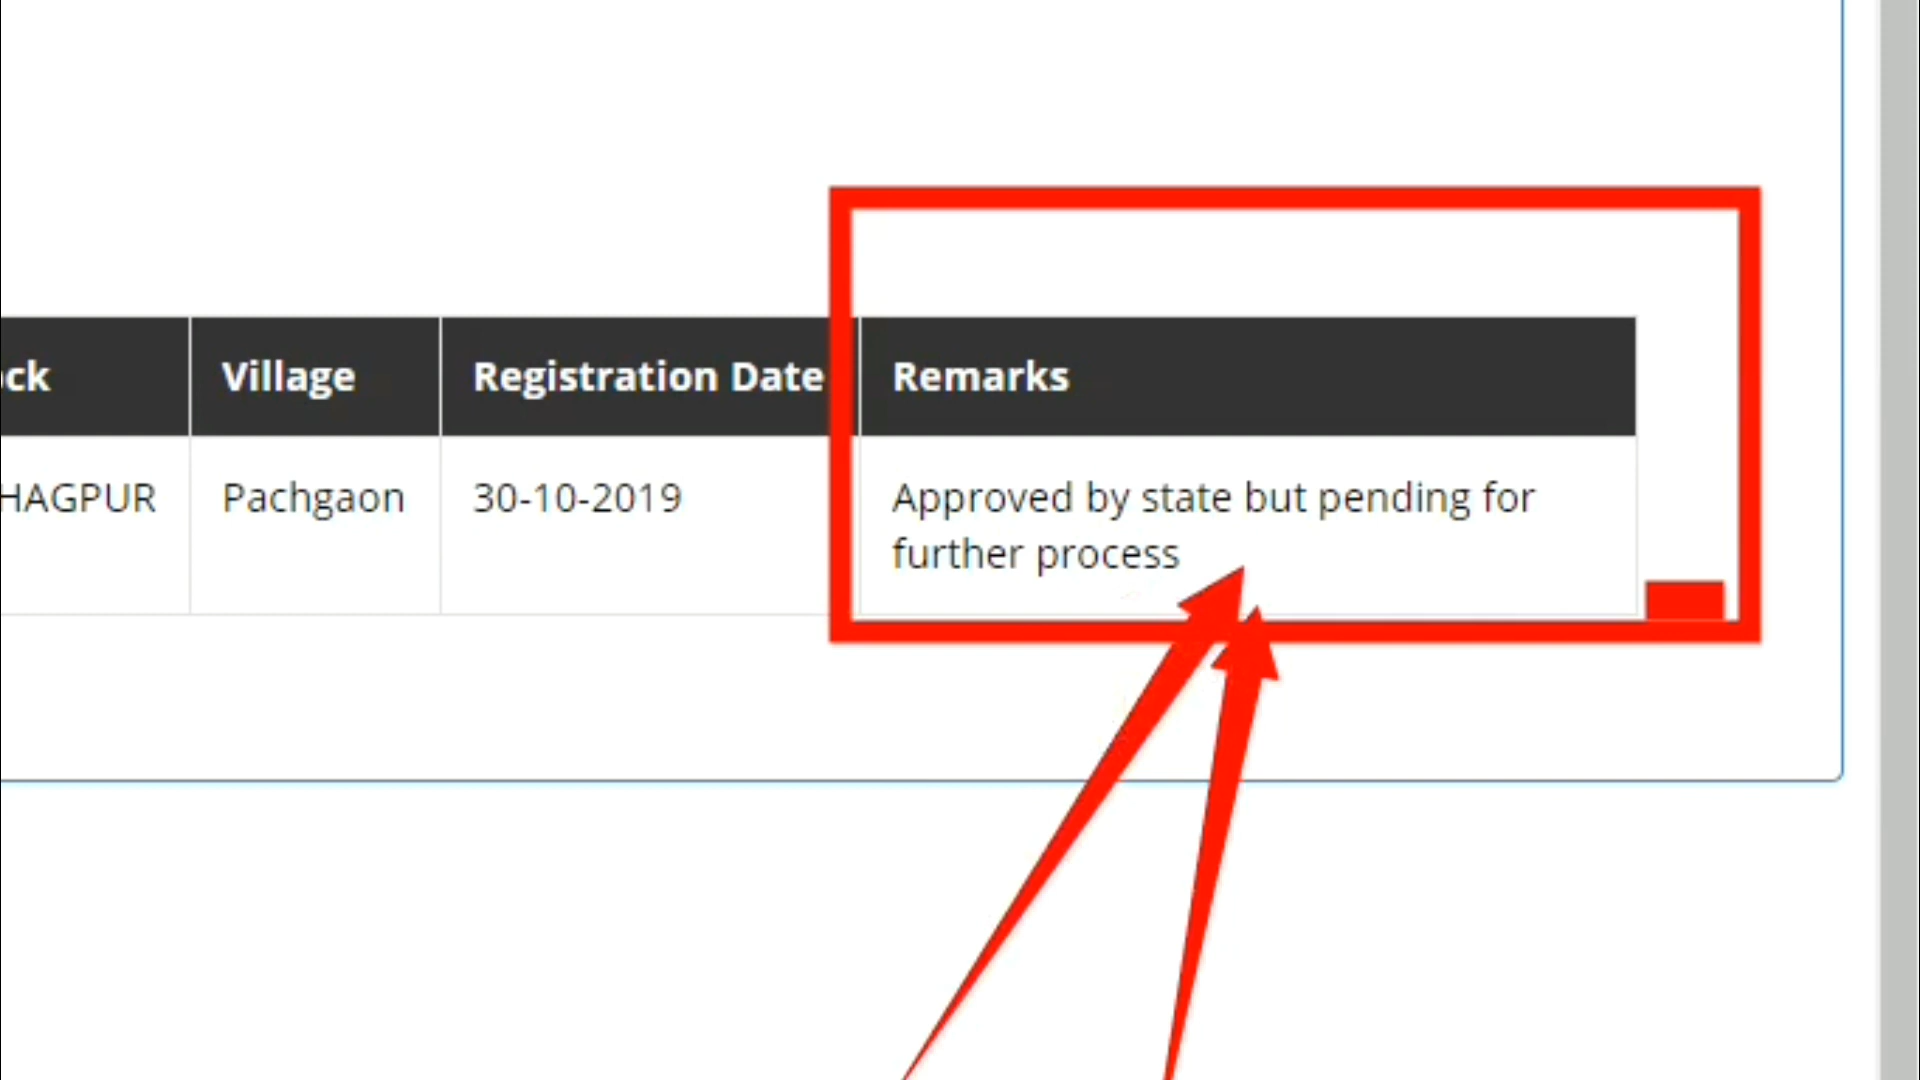 ck Village Registration Date Remarks
HAGPUR Pachgaon 30-10-2019 Approved by state but pending for
further process